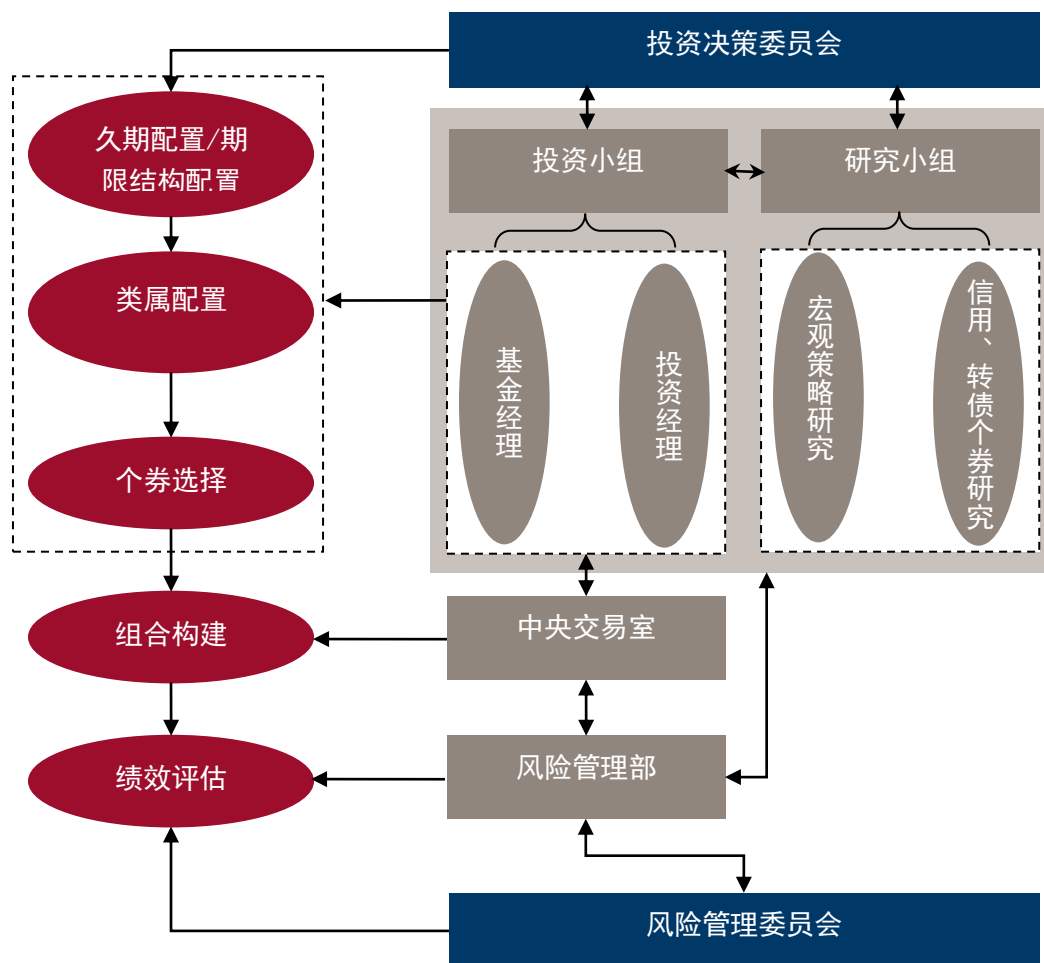 投资决策委员会
久期配置/期
限结构配置
投资小组
研究小组
类属配置
基金经理
投资经理
宏观策略研究
信用、转债个券研究
个券选择
组合构建
中央交易室
绩效评估
风险管理部
风险管理委员会